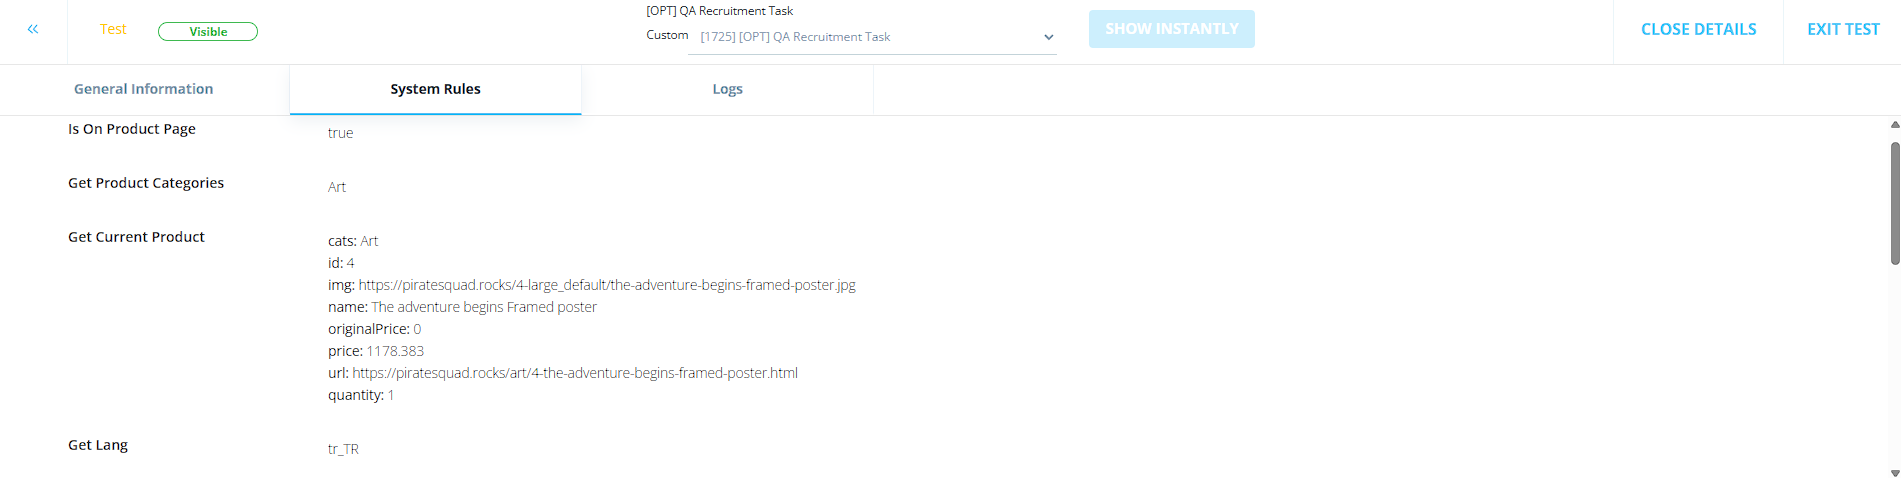 «
Test
Visible
[OPT] QA Recruitment Task
Custom [1725] [OPT] QA Recruitment Task
SHOW INSTANTLY
CLOSE DETAILS
EXIT TEST
General Information
System Rules
Logs
Is On Product Page
true
Get Product Categories
Art
Get Current Product
cats: Art
id: 4
img: https://piratesquad.rocks/4-large_default/the-adventure-begins-framed-poster.jpg
name: The adventure begins Framed poster
originalPrice: 0
price: 1178.383
url: https://piratesquad.rocks/art/4-the-adventure-begins-framed-poster.html
quantity: 1
Get Lang
tr_TR